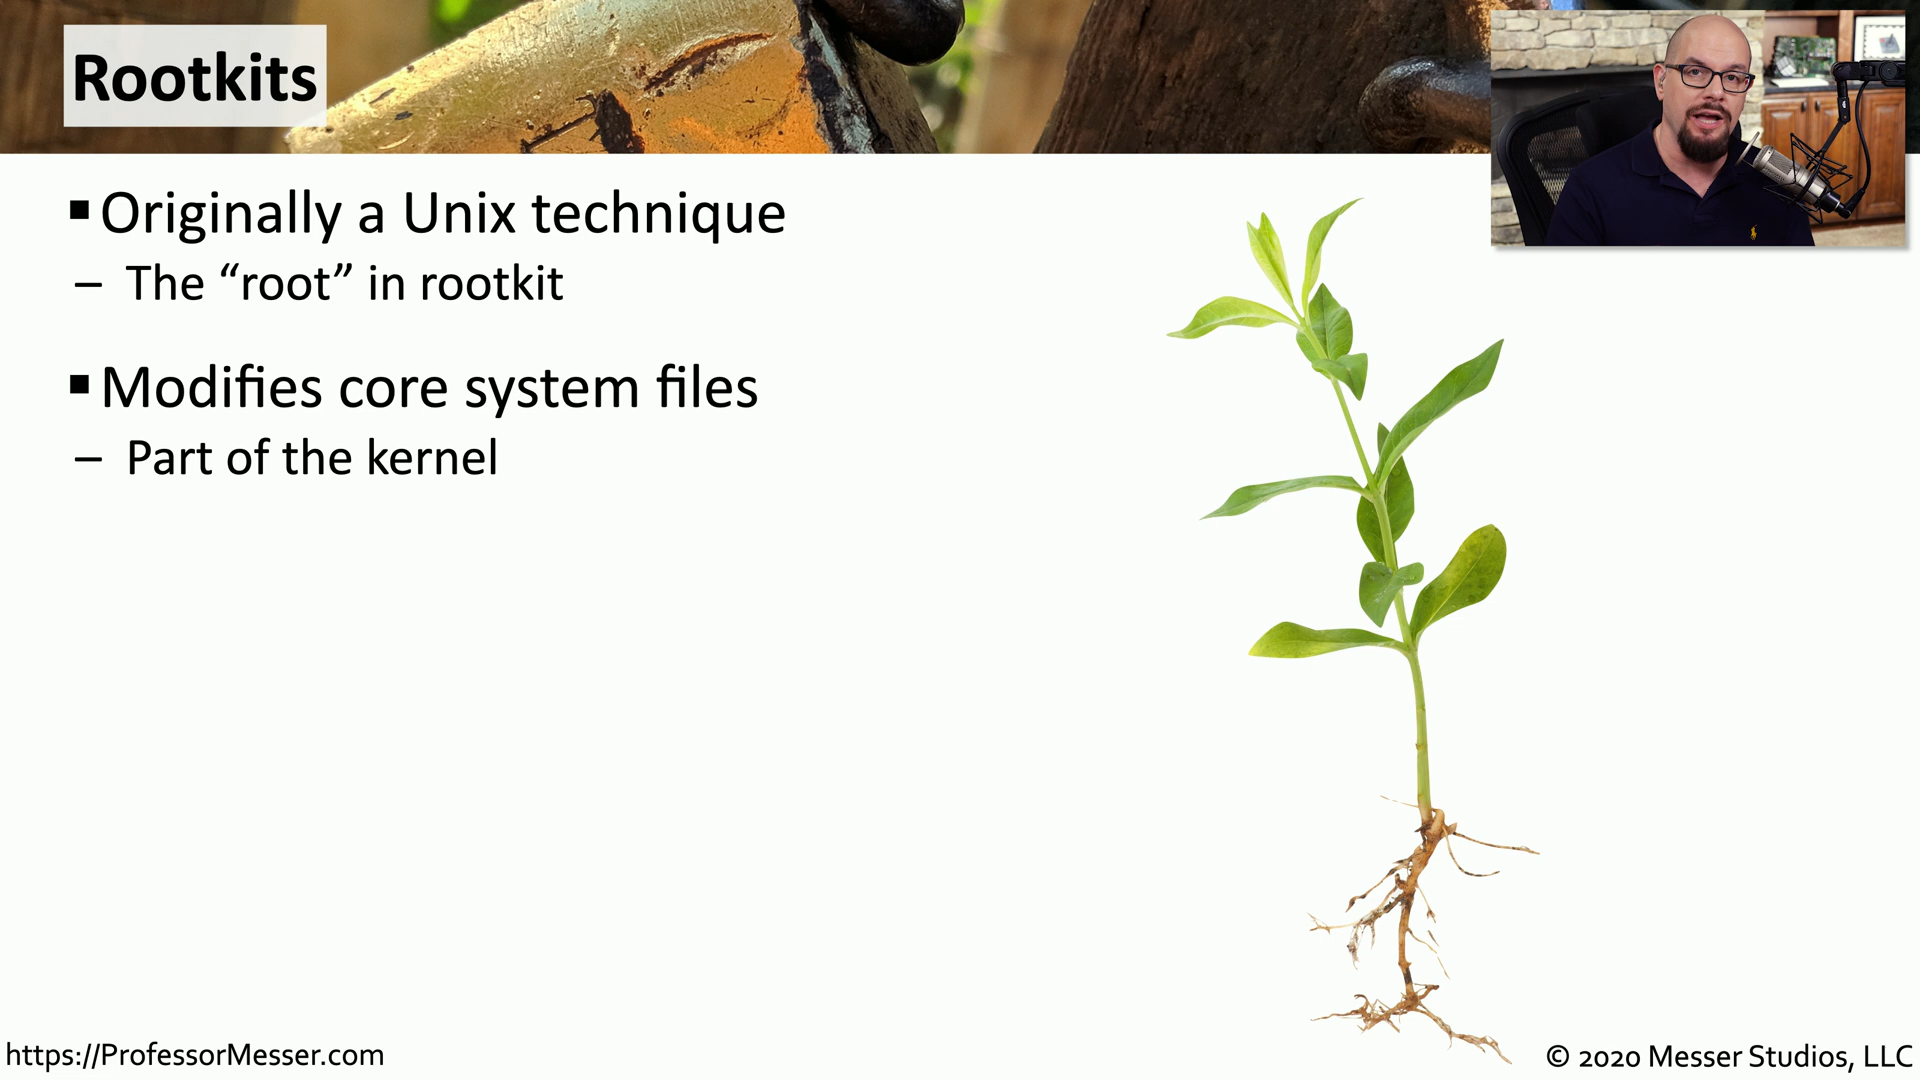 Rootkits
▪ Originally a Unix technique
– The “root” in rootkit
▪ Modifies core system files
– Part of the kernel
https://ProfessorMesser.com
© 2020 Messer Studios, LLC